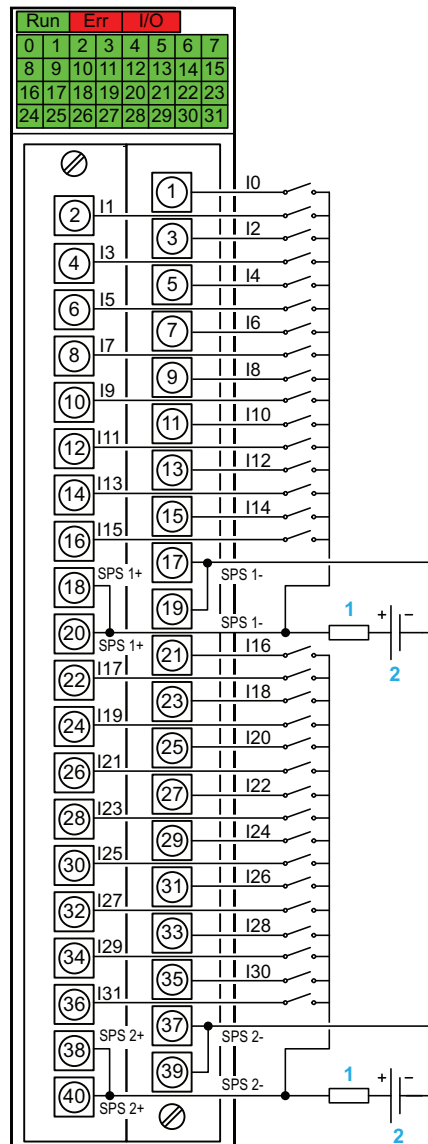 Run Err I/O
0 1 2 3 4 5 6 7
8 9 10 11 12 13 14 15
16 17 18 19 20 21 22 23
24 25 26 27 28 29 30 31
1 I0
2 I1
3 I2
4 I3
5 I4
6 I5
7 I6
8 I7
9 I8
10 I9
11 I10
12 I11
13 I12
14 I13
15 I14
16 I15
17 SPS 1-
18 SPS 1+
19 SPS 1-
1 + −
2
20 SPS 1+
21 I16
22 I17
23 I18
24 I19
25 I20
26 I21
27 I22
28 I23
29 I24
30 I25
31 I26
32 I27
33 I28
34 I29
35 I30
36 I31
37 SPS 2-
38 SPS 2+
39 SPS 2-
1 + −
2
40 SPS 2+